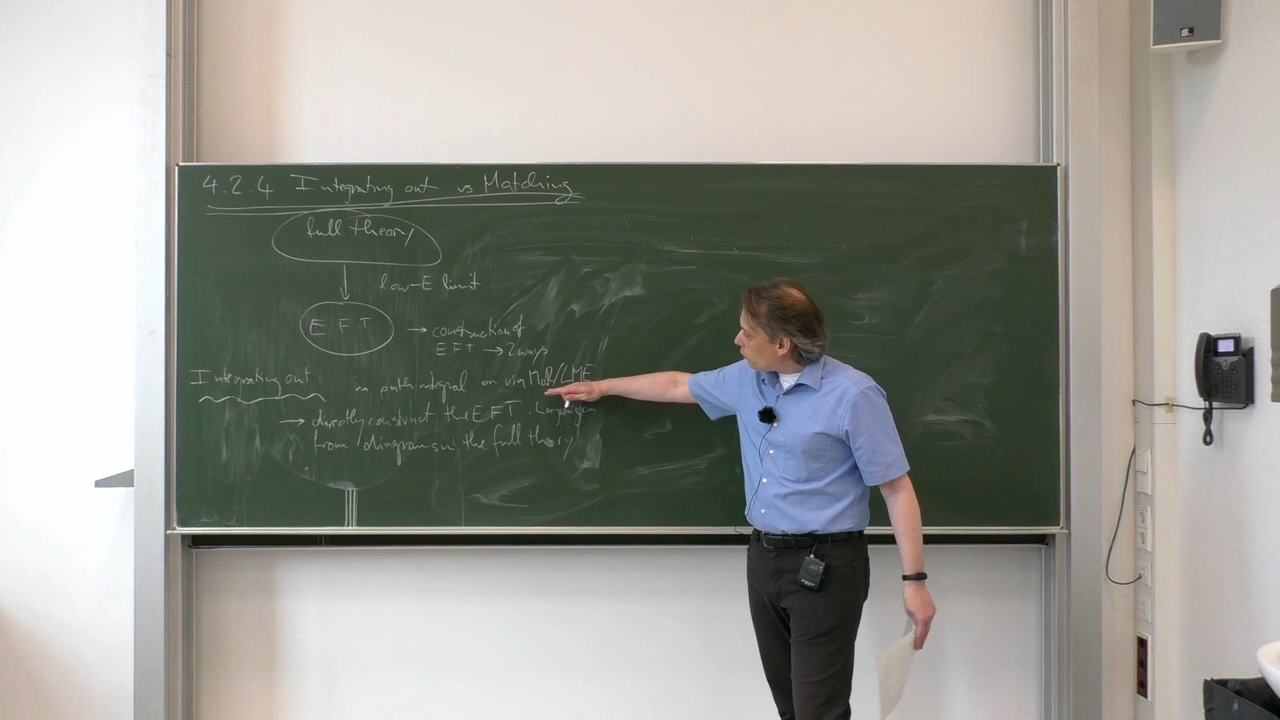 4.2.4 Integrating out vs Matching
full theory
low-E limit
EFT → construction of
EFT → 2 ways
Integrating out: in path integral or via MoR/LME
→ directly construct the EFT Lagrangian
from diagrams in the full theory